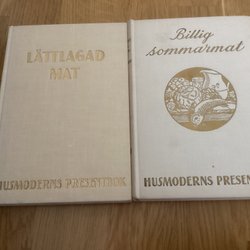 LÄTTLAGAD
MAT
HUSMODERNS PRESENTBOK
Billig
sommarmat
HUSMODERNS PRESEN